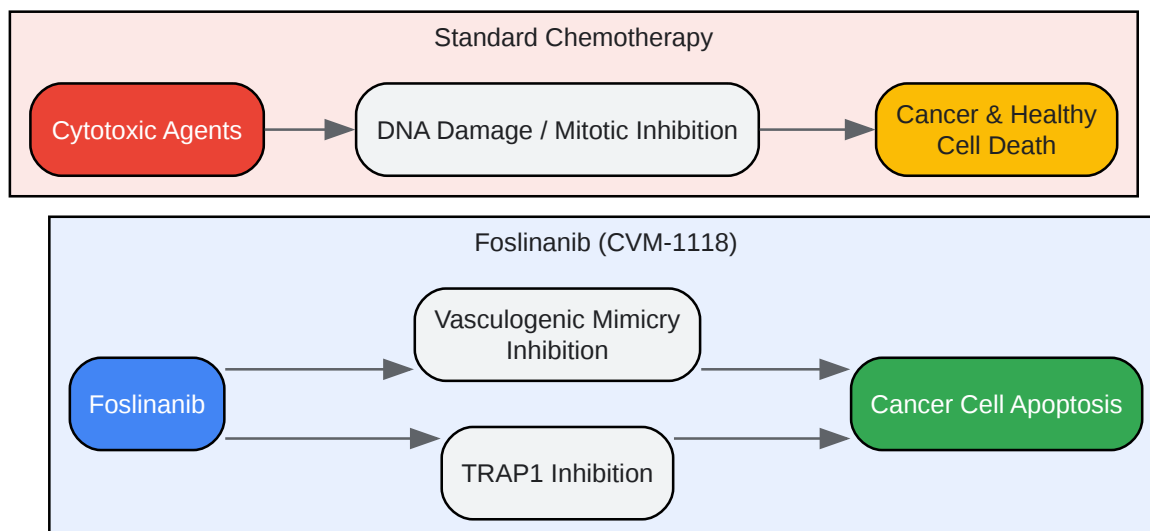 Standard Chemotherapy
Cytotoxic Agents
DNA Damage / Mitotic Inhibition
Cancer & Healthy
Cell Death
Foslinanib (CVM-1118)
Vasculogenic Mimicry
Inhibition
Foslinanib
Cancer Cell Apoptosis
TRAP1 Inhibition